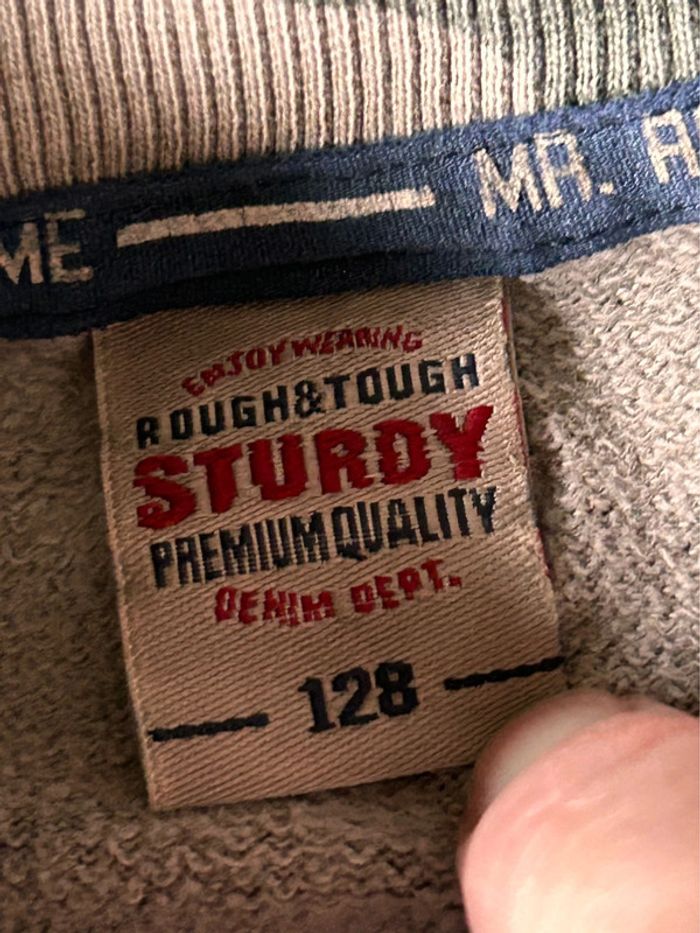 ME — MR. A
ENJOY WEARING
ROUGH&TOUGH
STURDY
PREMIUM QUALITY
DENIM DEPT.
128